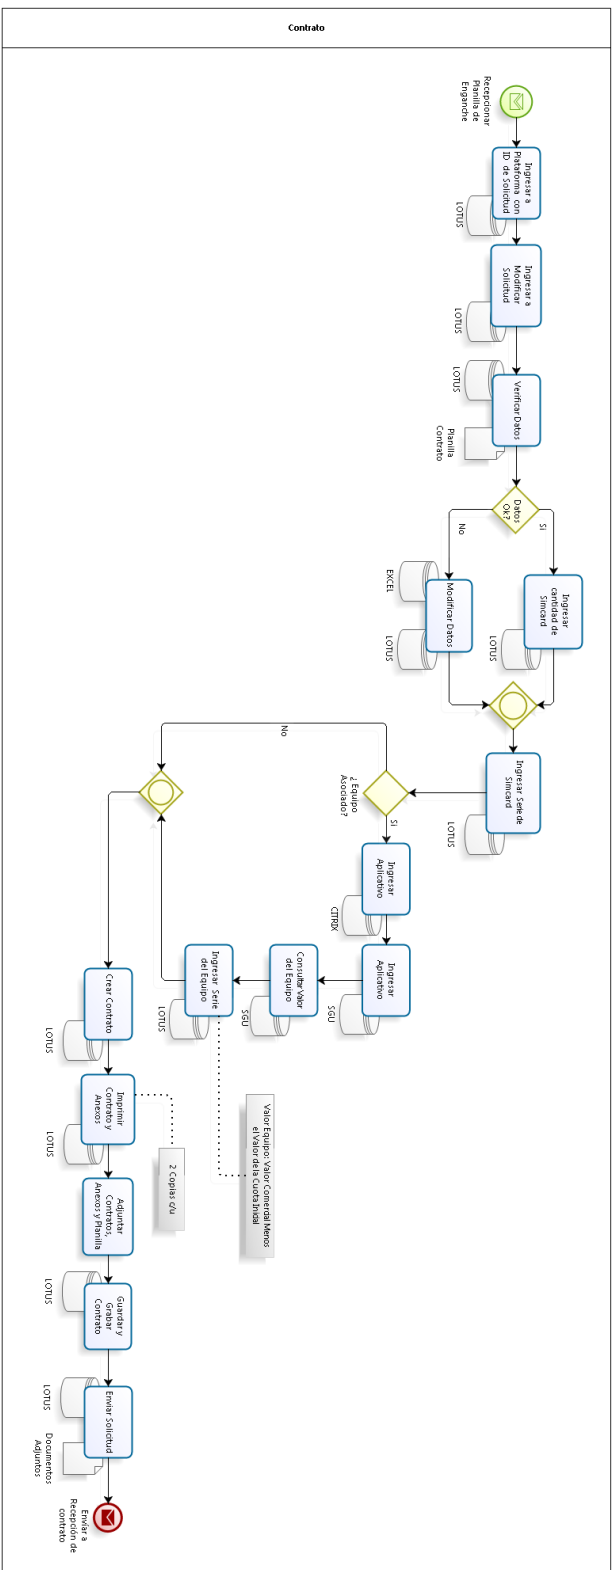 Contrato
Recepcionar
Planilla de
Enganche
Ingresar a
Plataforma con
ID de Solicitud
LOTUS
Ingresar a
Modificar
Solicitud
LOTUS
Verificar Datos
LOTUS
Planilla
Contrato
Datos
Ok?
Si
No
Ingresar
cantidad de
Simcard
LOTUS
Modificar Datos
EXCEL
LOTUS
Ingresar Serie de
Simcard
LOTUS
¿ Equipo
Asociado?
No
Si
Ingresar
Aplicativo
CITRIX
Ingresar
Aplicativo
SGU
Consultar Valor
del Equipo
SGU
Ingresar Serie
del Equipo
LOTUS
Valor Equipo: Valor Comercial Menos
el Valor de la Cuota Inicial
Crear Contrato
LOTUS
Imprimir
Contrato y
Anexos
LOTUS
2 Copias c/u
Adjuntar
Contratos,
Anexos y Planilla
Guardar y
Grabar
Contrato
LOTUS
Enviar Solicitud
LOTUS
Documentos
Adjuntos
Envíar a
Recepción de
contrato